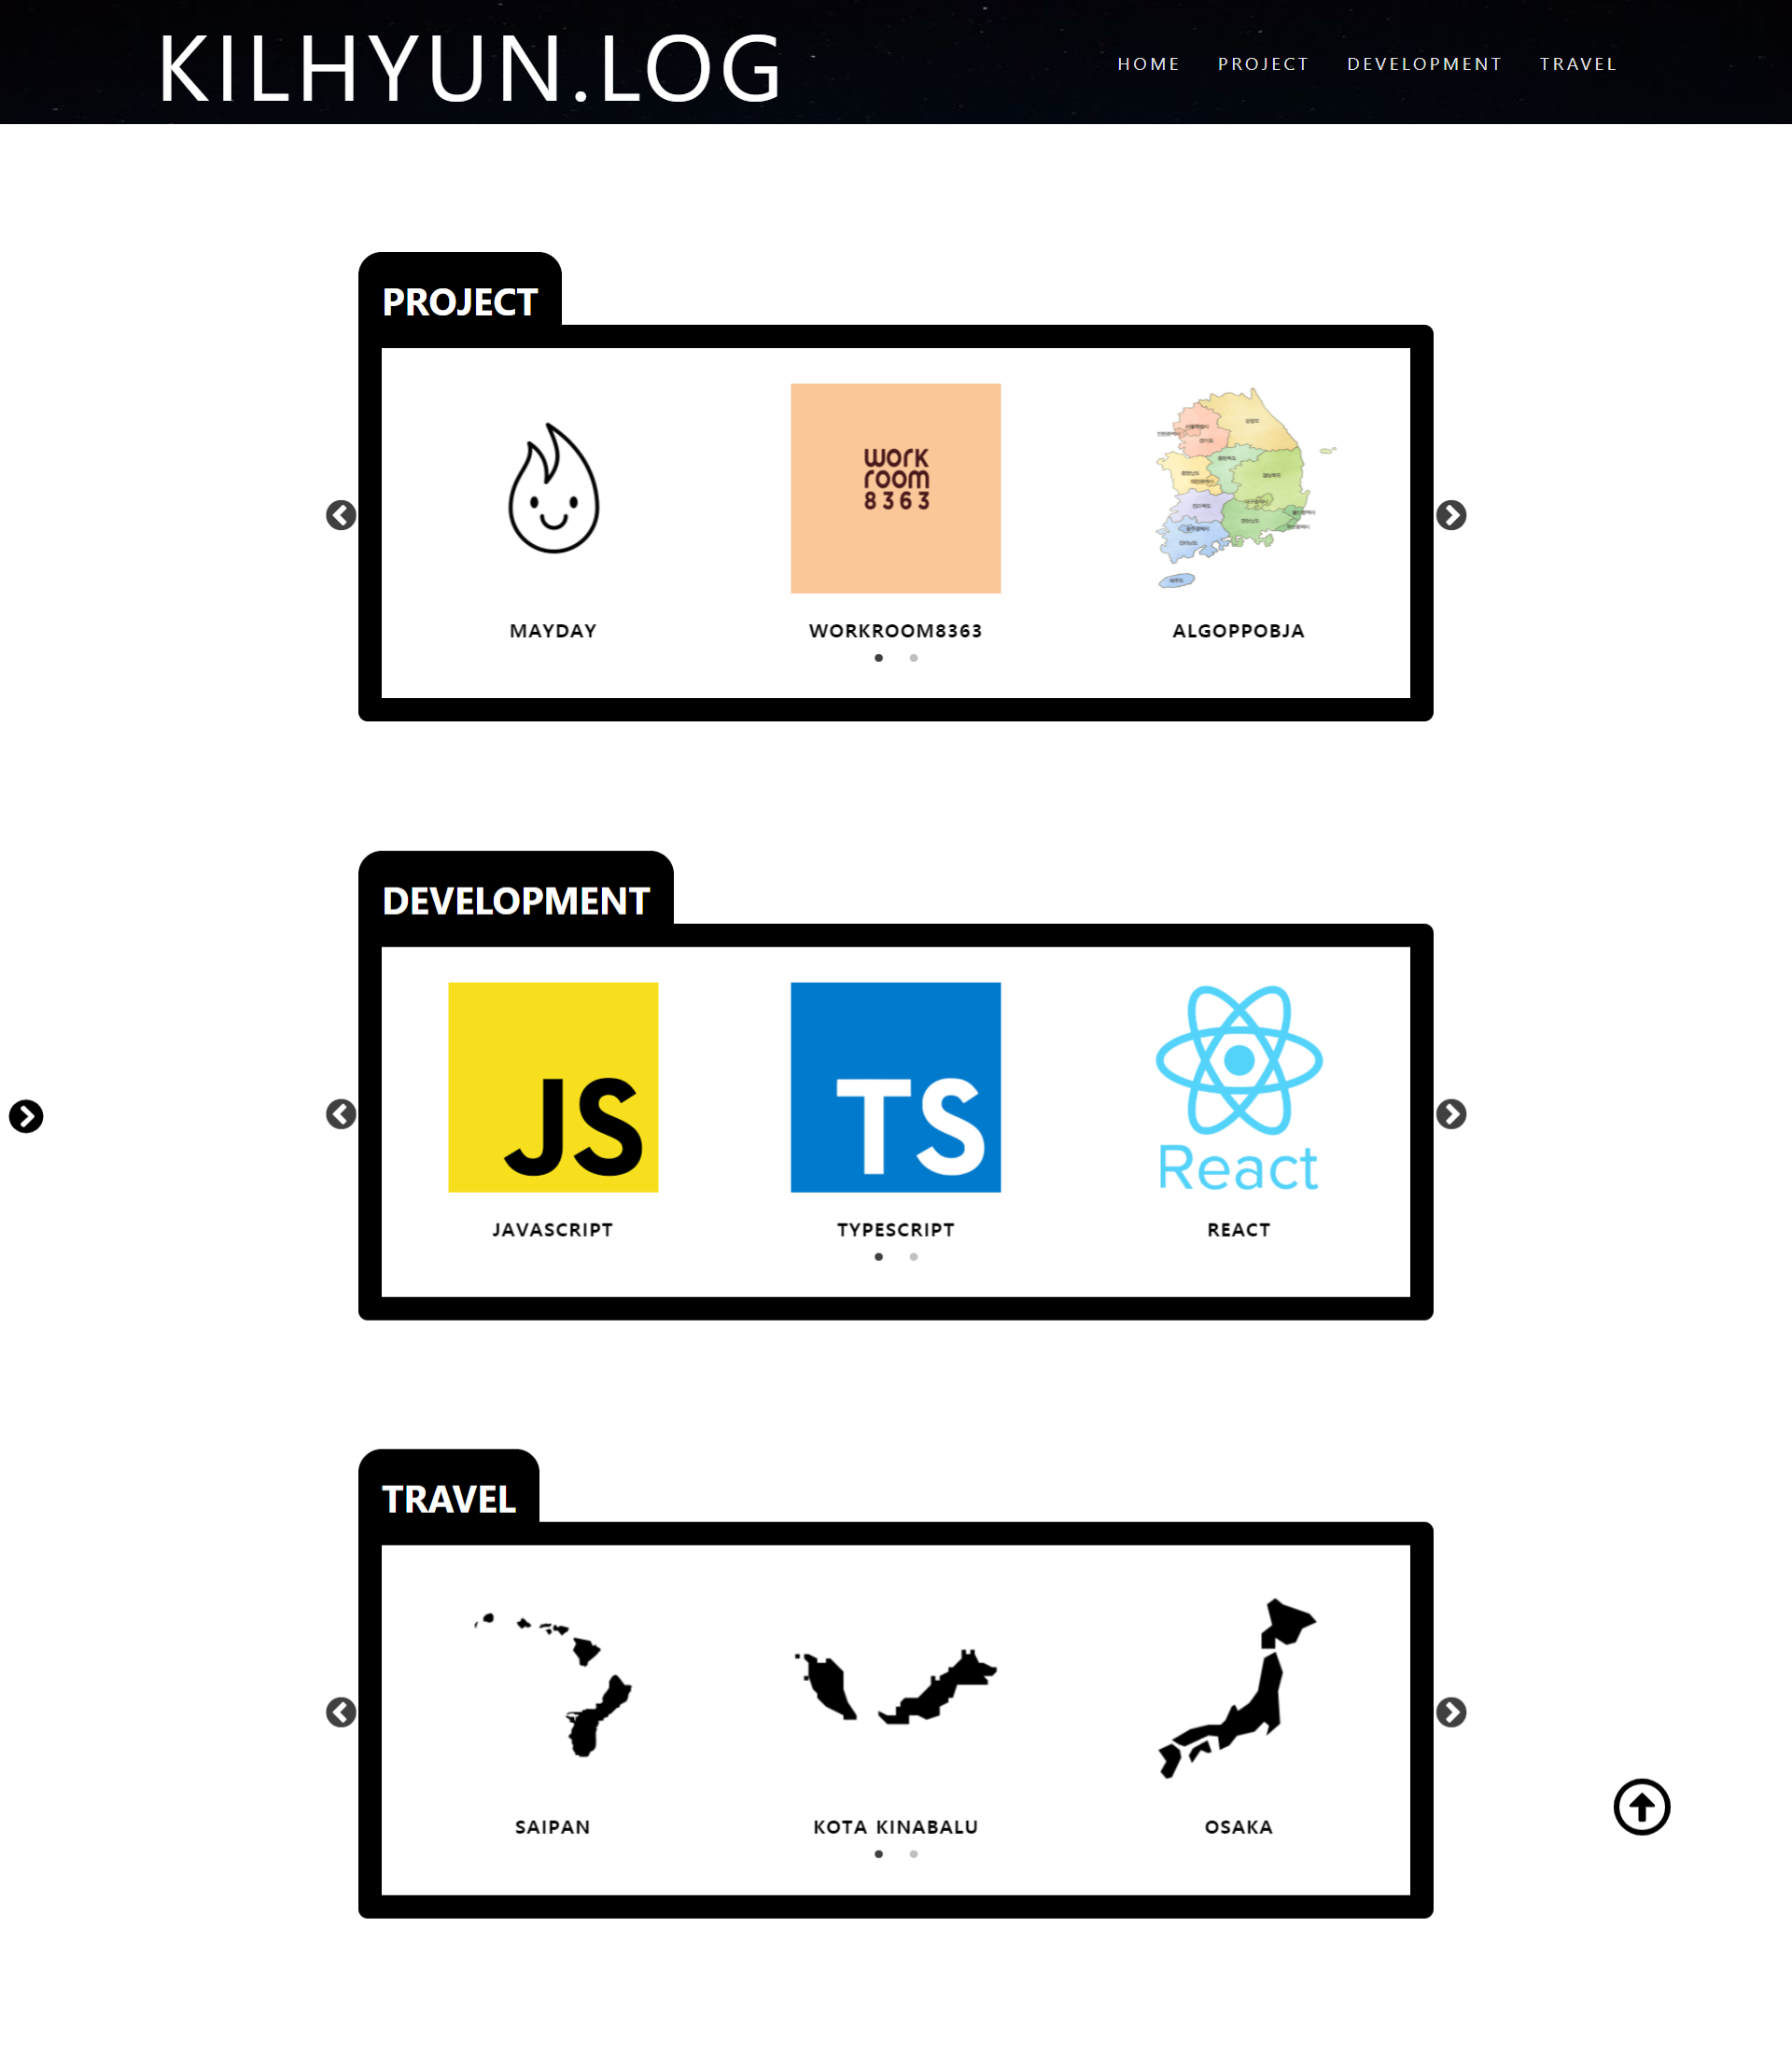 KILHYUN.LOG
HOME PROJECT DEVELOPMENT TRAVEL
PROJECT
work
room
8363
MAYDAY WORKROOM8363 ALGOPPOBJA
DEVELOPMENT
JS
TS
React
JAVASCRIPT TYPESCRIPT REACT
TRAVEL
SAIPAN KOTA KINABALU OSAKA